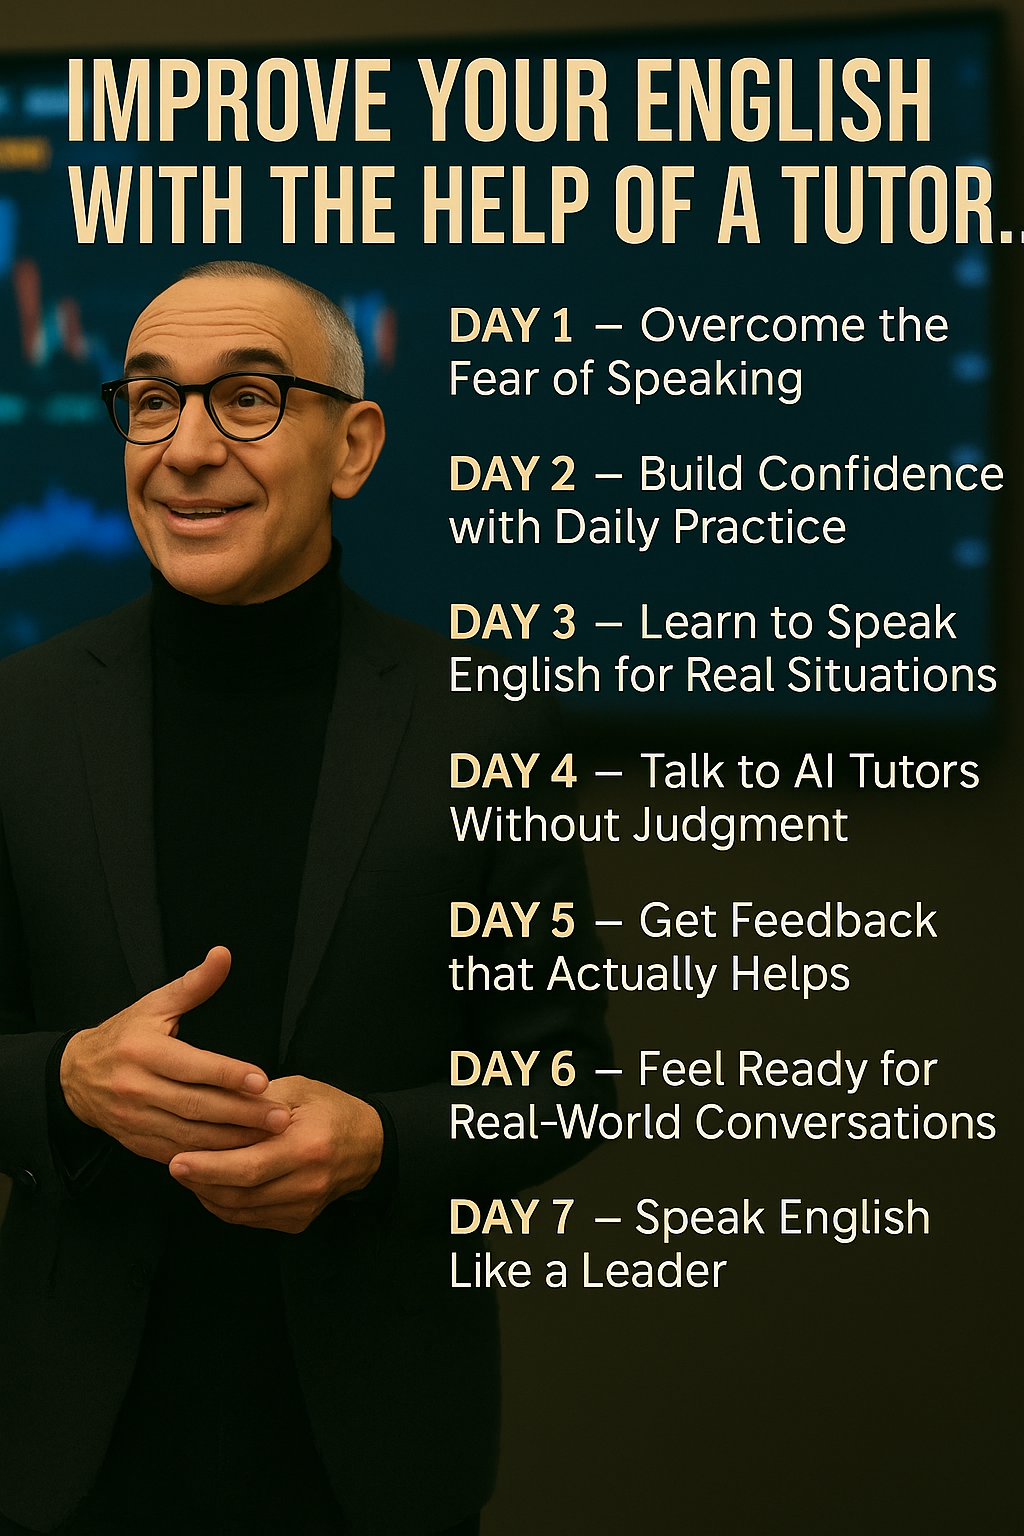 IMPROVE YOUR ENGLISH
WITH THE HELP OF A TUTOR..
DAY 1 – Overcome the
Fear of Speaking
DAY 2 – Build Confidence
with Daily Practice
DAY 3 – Learn to Speak
English for Real Situations
DAY 4 – Talk to AI Tutors
Without Judgment
DAY 5 – Get Feedback
that Actually Helps
DAY 6 – Feel Ready for
Real-World Conversations
DAY 7 – Speak English
Like a Leader